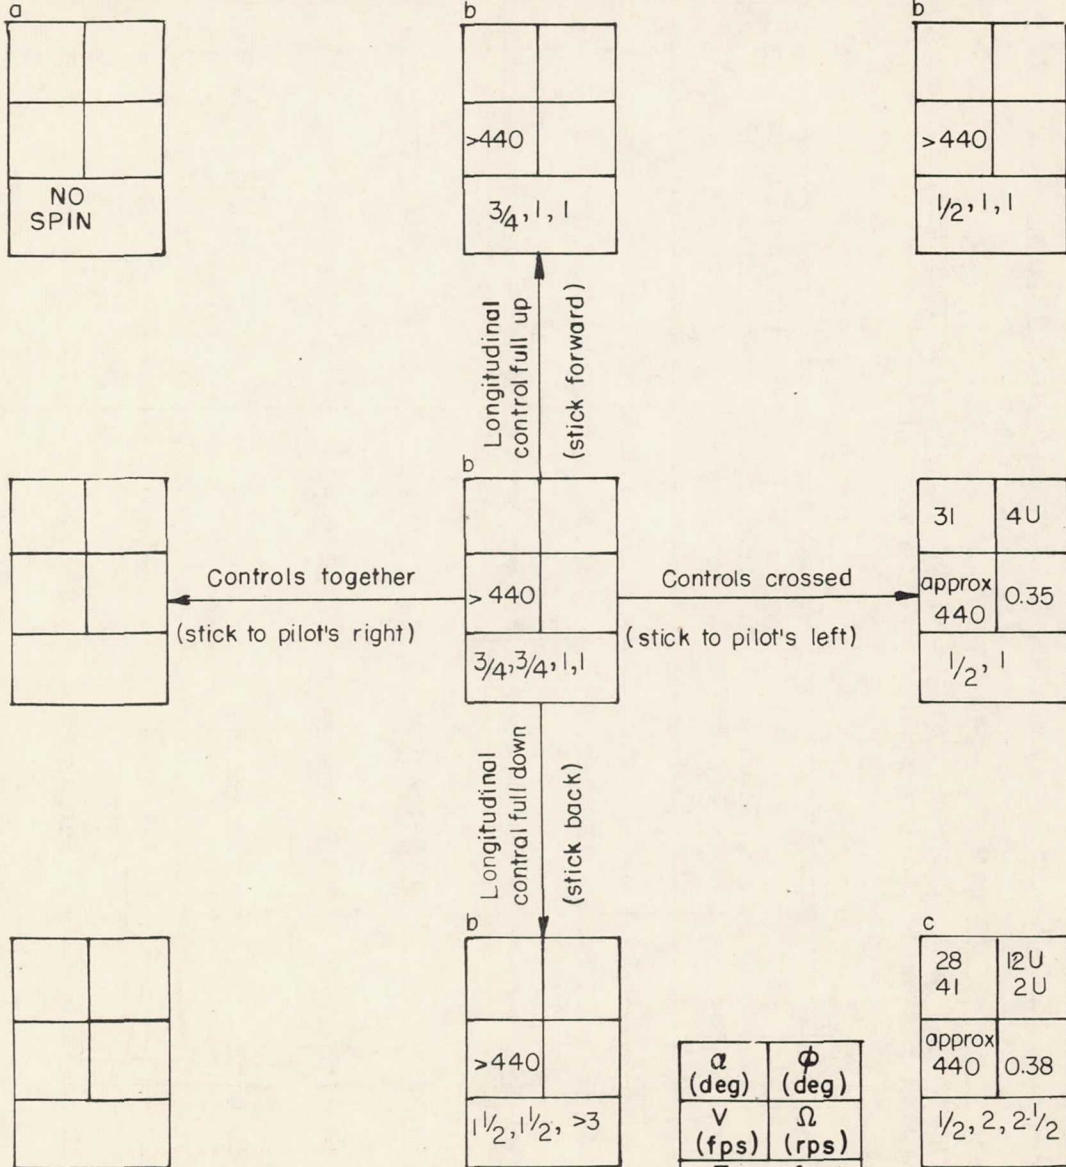 a
b
b
>440
>440
NO
SPIN
3/4, 1, 1
1/2, 1, 1
Longitudinal
control full up
(stick forward)
b
31
4U
Controls together
(stick to pilot's right)
> 440
Controls crossed
(stick to pilot's left)
approx
440
0.35
3/4, 3/4, 1, 1
1/2, 1
Longitudinal
contral full down
(stick back)
b
c
28
41
12U
2U
>440
approx
440
0.38
α
(deg)
ϕ
(deg)
1 1/2, 1 1/2, >3
V
(fps)
Ω
(rps)
1/2, 2, 2-1/2